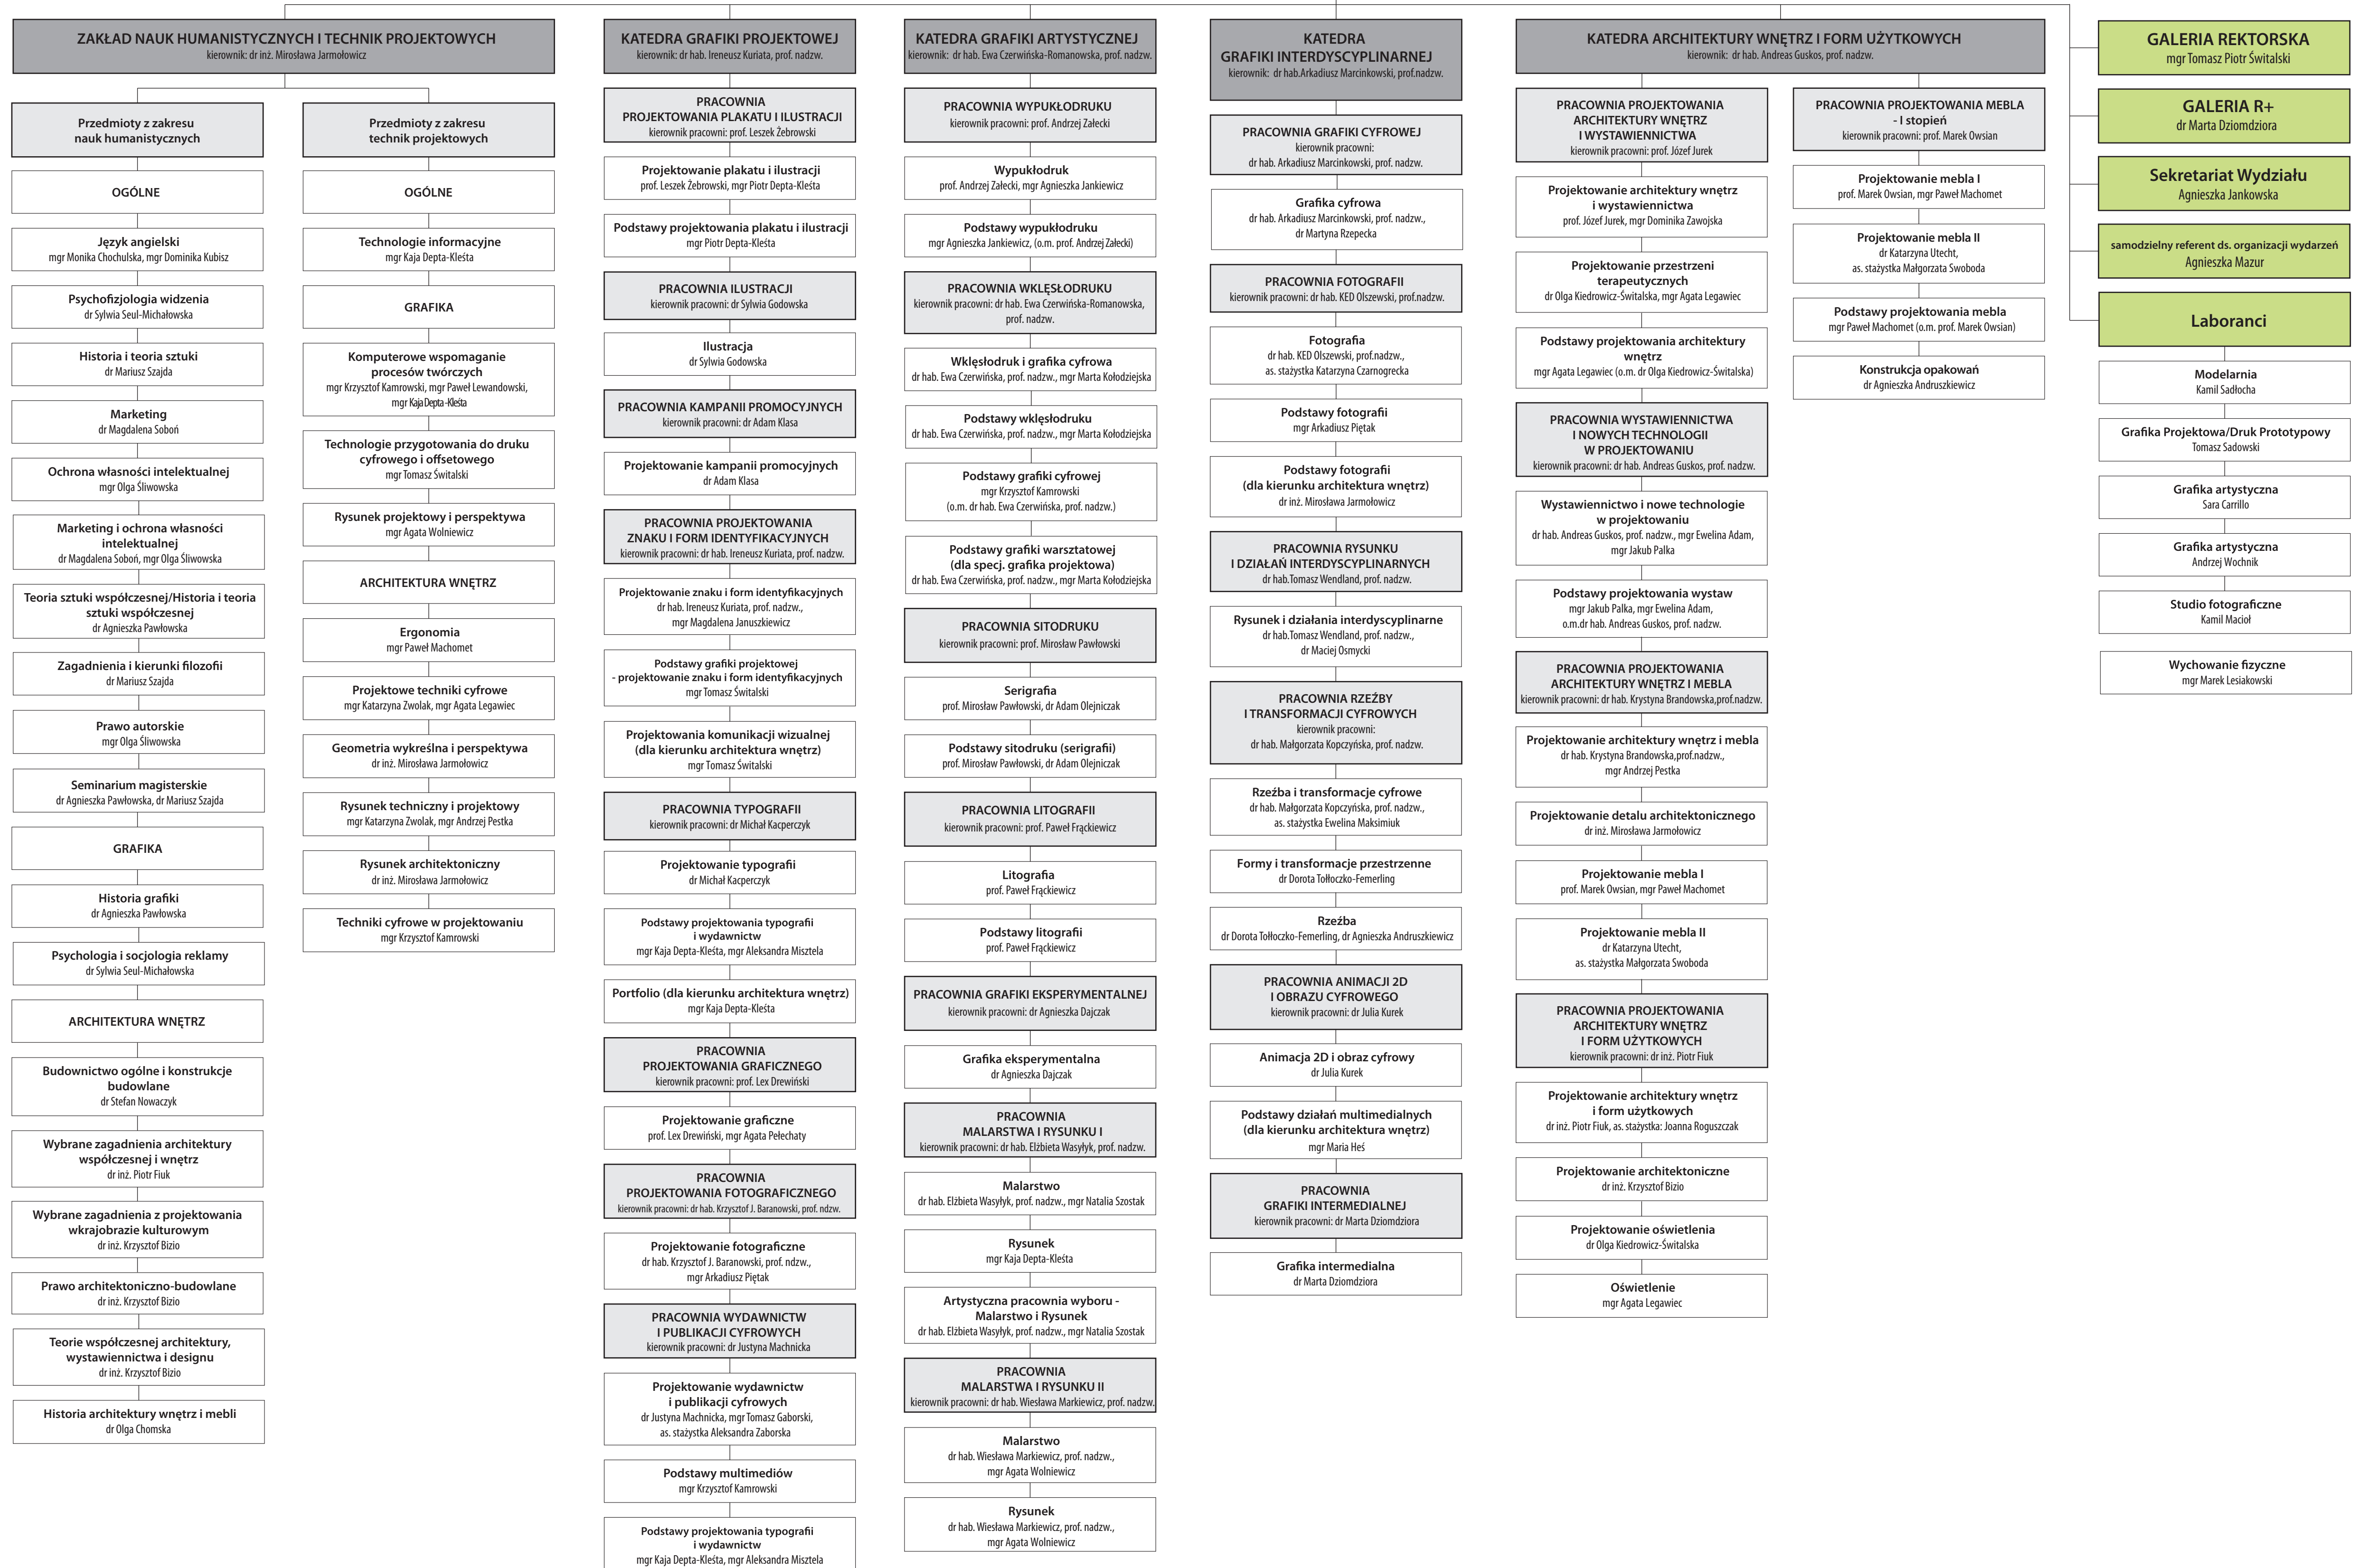 ZAKŁAD NAUK HUMANISTYCZNYCH I TECHNIK PROJEKTOWYCH
kierownik: dr inż. Mirosława Jarmołowicz
Przedmioty z zakresu
nauk humanistycznych
OGÓLNE
Język angielski
mgr Monika Chochulska, mgr Dominika Kubisz
Psychofizjologia widzenia
dr Sylwia Seul-Michałowska
Historia i teoria sztuki
dr Mariusz Szajda
Marketing
dr Magdalena Soboń
Ochrona własności intelektualnej
mgr Olga Śliwowska
Marketing i ochrona własności
intelektualnej
dr Magdalena Soboń, mgr Olga Śliwowska
Teoria sztuki współczesnej/Historia i teoria
sztuki współczesnej
dr Agnieszka Pawłowska
Zagadnienia i kierunki filozofii
dr Mariusz Szajda
Prawo autorskie
mgr Olga Śliwowska
Seminarium magisterskie
dr Agnieszka Pawłowska, dr Mariusz Szajda
GRAFIKA
Historia grafiki
dr Agnieszka Pawłowska
Psychologia i socjologia reklamy
dr Sylwia Seul-Michałowska
ARCHITEKTURA WNĘTRZ
Budownictwo ogólne i konstrukcje
budowlane
dr Stefan Nowaczyk
Wybrane zagadnienia architektury
współczesnej i wnętrz
dr inż. Piotr Fiuk
Wybrane zagadnienia z projektowania
wkrajobrazie kulturowym
dr inż. Krzysztof Bizio
Prawo architektoniczno-budowlane
dr inż. Krzysztof Bizio
Teorie współczesnej architektury,
wystawiennictwa i designu
dr inż. Krzysztof Bizio
Historia architektury wnętrz i mebli
dr Olga Chomska
Przedmioty z zakresu
technik projektowych
OGÓLNE
Technologie informacyjne
mgr Kaja Depta-Kleśta
GRAFIKA
Komputerowe wspomaganie
procesów twórczych
mgr Krzysztof Kamrowski, mgr Paweł Lewandowski,
mgr Kaja Depta -Kleśta
Technologie przygotowania do druku
cyfrowego i offsetowego
mgr Tomasz Świtalski
Rysunek projektowy i perspektywa
mgr Agata Wolniewicz
ARCHITEKTURA WNĘTRZ
Ergonomia
mgr Paweł Machomet
Projektowe techniki cyfrowe
mgr Katarzyna Zwolak, mgr Agata Legawiec
Geometria wykreślna i perspektywa
dr inż. Mirosława Jarmołowicz
Rysunek techniczny i projektowy
mgr Katarzyna Zwolak, mgr Andrzej Pestka
Rysunek architektoniczny
dr inż. Mirosława Jarmołowicz
Techniki cyfrowe w projektowaniu
mgr Krzysztof Kamrowski
KATEDRA GRAFIKI PROJEKTOWEJ
kierownik: dr hab. Ireneusz Kuriata, prof. nadzw.
PRACOWNIA
PROJEKTOWANIA PLAKATU I ILUSTRACJI
kierownik pracowni: prof. Leszek Żebrowski
Projektowanie plakatu i ilustracji
prof. Leszek Żebrowski, mgr Piotr Depta-Kleśta
Podstawy projektowania plakatu i ilustracji
mgr Piotr Depta-Kleśta
PRACOWNIA ILUSTRACJI
kierownik pracowni: dr Sylwia Godowska
Ilustracja
dr Sylwia Godowska
PRACOWNIA KAMPANII PROMOCYJNYCH
kierownik pracowni: dr Adam Klasa
Projektowanie kampanii promocyjnych
dr Adam Klasa
PRACOWNIA PROJEKTOWANIA
ZNAKU I FORM IDENTYFIKACYJNYCH
kierownik pracowni: dr hab. Ireneusz Kuriata, prof. nadzw.
Projektowanie znaku i form identyfikacyjnych
dr hab. Ireneusz Kuriata, prof. nadzw.,
mgr Magdalena Januszkiewicz
Podstawy grafiki projektowej
- projektowanie znaku i form identyfikacyjnych
mgr Tomasz Świtalski
Projektowania komunikacji wizualnej
(dla kierunku architektura wnętrz)
mgr Tomasz Świtalski
PRACOWNIA TYPOGRAFII
kierownik pracowni: dr Michał Kacperczyk
Projektowanie typografii
dr Michał Kacperczyk
Podstawy projektowania typografii
i wydawnictw
mgr Kaja Depta-Kleśta, mgr Aleksandra Misztela
Portfolio (dla kierunku architektura wnętrz)
mgr Kaja Depta-Kleśta
PRACOWNIA
PROJEKTOWANIA GRAFICZNEGO
kierownik pracowni: prof. Lex Drewiński
Projektowanie graficzne
prof. Lex Drewiński, mgr Agata Pełechaty
PRACOWNIA
PROJEKTOWANIA FOTOGRAFICZNEGO
kierownik pracowni: dr hab. Krzysztof J. Baranowski, prof. ndzw.
Projektowanie fotograficzne
dr hab. Krzysztof J. Baranowski, prof. ndzw.,
mgr Arkadiusz Piętak
PRACOWNIA WYDAWNICTW
I PUBLIKACJI CYFROWYCH
kierownik pracowni: dr Justyna Machnicka
Projektowanie wydawnictw
i publikacji cyfrowych
dr Justyna Machnicka, mgr Tomasz Gaborski,
as. stażystka Aleksandra Zaborska
Podstawy multimediów
mgr Krzysztof Kamrowski
Podstawy projektowania typografii
i wydawnictw
mgr Kaja Depta-Kleśta, mgr Aleksandra Misztela
KATEDRA GRAFIKI ARTYSTYCZNEJ
kierownik: dr hab. Ewa Czerwińska-Romanowska, prof. nadzw.
PRACOWNIA WYPUKŁODRUKU
kierownik pracowni: prof. Andrzej Załecki
Wypukłodruk
prof. Andrzej Załecki, mgr Agnieszka Jankiewicz
Podstawy wypukłodruku
mgr Agnieszka Jankiewicz, (o.m. prof. Andrzej Załecki)
PRACOWNIA WKLĘSŁODRUKU
kierownik pracowni: dr hab. Ewa Czerwińska-Romanowska,
prof. nadzw.
Wklęsłodruk i grafika cyfrowa
dr hab. Ewa Czerwińska, prof. nadzw., mgr Marta Kołodziejska
Podstawy wklęsłodruku
dr hab. Ewa Czerwińska, prof. nadzw., mgr Marta Kołodziejska
Podstawy grafiki cyfrowej
mgr Krzysztof Kamrowski
(o.m. dr hab. Ewa Czerwińska, prof. nadzw.)
Podstawy grafiki warsztatowej
(dla specj. grafika projektowa)
dr hab. Ewa Czerwińska, prof. nadzw., mgr Marta Kołodziejska
PRACOWNIA SITODRUKU
kierownik pracowni: prof. Mirosław Pawłowski
Serigrafia
prof. Mirosław Pawłowski, dr Adam Olejniczak
Podstawy sitodruku (serigrafii)
prof. Mirosław Pawłowski, dr Adam Olejniczak
PRACOWNIA LITOGRAFII
kierownik pracowni: prof. Paweł Frąckiewicz
Litografia
prof. Paweł Frąckiewicz
Podstawy litografii
prof. Paweł Frąckiewicz
PRACOWNIA GRAFIKI EKSPERYMENTALNEJ
kierownik pracowni: dr Agnieszka Dajczak
Grafika eksperymentalna
dr Agnieszka Dajczak
PRACOWNIA
MALARSTWA I RYSUNKU I
kierownik pracowni: dr hab. Elżbieta Wasyłyk, prof. nadzw.
Malarstwo
dr hab. Elżbieta Wasyłyk, prof. nadzw., mgr Natalia Szostak
Rysunek
mgr Kaja Depta-Kleśta
Artystyczna pracownia wyboru -
Malarstwo i Rysunek
dr hab. Elżbieta Wasyłyk, prof. nadzw., mgr Natalia Szostak
PRACOWNIA
MALARSTWA I RYSUNKU II
kierownik pracowni: dr hab. Wiesława Markiewicz, prof. nadzw.
Malarstwo
dr hab. Wiesława Markiewicz, prof. nadzw.,
mgr Agata Wolniewicz
Rysunek
dr hab. Wiesława Markiewicz, prof. nadzw.,
mgr Agata Wolniewicz
KATEDRA
GRAFIKI INTERDYSCYPLINARNEJ
kierownik: dr hab.Arkadiusz Marcinkowski, prof.nadzw.
PRACOWNIA GRAFIKI CYFROWEJ
kierownik pracowni:
dr hab. Arkadiusz Marcinkowski, prof. nadzw.
Grafika cyfrowa
dr hab. Arkadiusz Marcinkowski, prof. nadzw.,
dr Martyna Rzepecka
PRACOWNIA FOTOGRAFII
kierownik pracowni: dr hab. KED Olszewski, prof.nadzw.
Fotografia
dr hab. KED Olszewski, prof.nadzw.,
as. stażystka Katarzyna Czarnogrecka
Podstawy fotografii
mgr Arkadiusz Piętak
Podstawy fotografii
(dla kierunku architektura wnętrz)
dr inż. Mirosława Jarmołowicz
PRACOWNIA RYSUNKU
I DZIAŁAŃ INTERDYSCYPLINARNYCH
dr hab.Tomasz Wendland, prof. nadzw.
Rysunek i działania interdyscyplinarne
dr hab.Tomasz Wendland, prof. nadzw.,
dr Maciej Osmycki
PRACOWNIA RZEŹBY
I TRANSFORMACJI CYFROWYCH
kierownik pracowni:
dr hab. Małgorzata Kopczyńska, prof. nadzw.
Rzeźba i transformacje cyfrowe
dr hab. Małgorzata Kopczyńska, prof. nadzw.,
as. stażystka Ewelina Maksimiuk
Formy i transformacje przestrzenne
dr Dorota Tołłoczko-Femerling
Rzeźba
dr Dorota Tołłoczko-Femerling, dr Agnieszka Andruszkiewicz
PRACOWNIA ANIMACJI 2D
I OBRAZU CYFROWEGO
kierownik pracowni: dr Julia Kurek
Animacja 2D i obraz cyfrowy
dr Julia Kurek
Podstawy działań multimedialnych
(dla kierunku architektura wnętrz)
mgr Maria Heś
PRACOWNIA
GRAFIKI INTERMEDIALNEJ
kierownik pracowni: dr Marta Dziomdziora
Grafika intermedialna
dr Marta Dziomdziora
KATEDRA ARCHITEKTURY WNĘTRZ I FORM UŻYTKOWYCH
kierownik: dr hab. Andreas Guskos, prof. nadzw.
PRACOWNIA PROJEKTOWANIA
ARCHITEKTURY WNĘTRZ
I WYSTAWIENNICTWA
kierownik pracowni: prof. Józef Jurek
Projektowanie architektury wnętrz
i wystawiennictwa
prof. Józef Jurek, mgr Dominika Zawojska
Projektowanie przestrzeni
terapeutycznych
dr Olga Kiedrowicz-Świtalska, mgr Agata Legawiec
Podstawy projektowania architektury
wnętrz
mgr Agata Legawiec (o.m. dr Olga Kiedrowicz-Świtalska)
PRACOWNIA WYSTAWIENNICTWA
I NOWYCH TECHNOLOGII
W PROJEKTOWANIU
kierownik pracowni: dr hab. Andreas Guskos, prof. nadzw.
Wystawiennictwo i nowe technologie
w projektowaniu
dr hab. Andreas Guskos, prof. nadzw., mgr Ewelina Adam,
mgr Jakub Palka
Podstawy projektowania wystaw
mgr Jakub Palka, mgr Ewelina Adam,
o.m.dr hab. Andreas Guskos, prof. nadzw.
PRACOWNIA PROJEKTOWANIA
ARCHITEKTURY WNĘTRZ I MEBLA
kierownik pracowni: dr hab. Krystyna Brandowska,prof.nadzw.
Projektowanie architektury wnętrz i mebla
dr hab. Krystyna Brandowska,prof.nadzw.,
mgr Andrzej Pestka
Projektowanie detalu architektonicznego
dr inż. Mirosława Jarmołowicz
Projektowanie mebla I
prof. Marek Owsian, mgr Paweł Machomet
Projektowanie mebla II
dr Katarzyna Utecht,
as. stażystka Małgorzata Swoboda
PRACOWNIA PROJEKTOWANIA
ARCHITEKTURY WNĘTRZ
I FORM UŻYTKOWYCH
kierownik pracowni: dr inż. Piotr Fiuk
Projektowanie architektury wnętrz
i form użytkowych
dr inż. Piotr Fiuk, as. stażystka: Joanna Roguszczak
Projektowanie architektoniczne
dr inż. Krzysztof Bizio
Projektowanie oświetlenia
dr Olga Kiedrowicz-Świtalska
Oświetlenie
mgr Agata Legawiec
PRACOWNIA PROJEKTOWANIA MEBLA
- I stopień
kierownik pracowni: prof. Marek Owsian
Projektowanie mebla I
prof. Marek Owsian, mgr Paweł Machomet
Projektowanie mebla II
dr Katarzyna Utecht,
as. stażystka Małgorzata Swoboda
Podstawy projektowania mebla
mgr Paweł Machomet (o.m. prof. Marek Owsian)
Konstrukcja opakowań
dr Agnieszka Andruszkiewicz
GALERIA REKTORSKA
mgr Tomasz Piotr Świtalski
GALERIA R+
dr Marta Dziomdziora
Sekretariat Wydziału
Agnieszka Jankowska
samodzielny referent ds. organizacji wydarzeń
Agnieszka Mazur
Laboranci
Modelarnia
Kamil Sadłocha
Grafika Projektowa/Druk Prototypowy
Tomasz Sadowski
Grafika artystyczna
Sara Carrillo
Grafika artystyczna
Andrzej Wochnik
Studio fotograficzne
Kamil Macioł
Wychowanie fizyczne
mgr Marek Lesiakowski